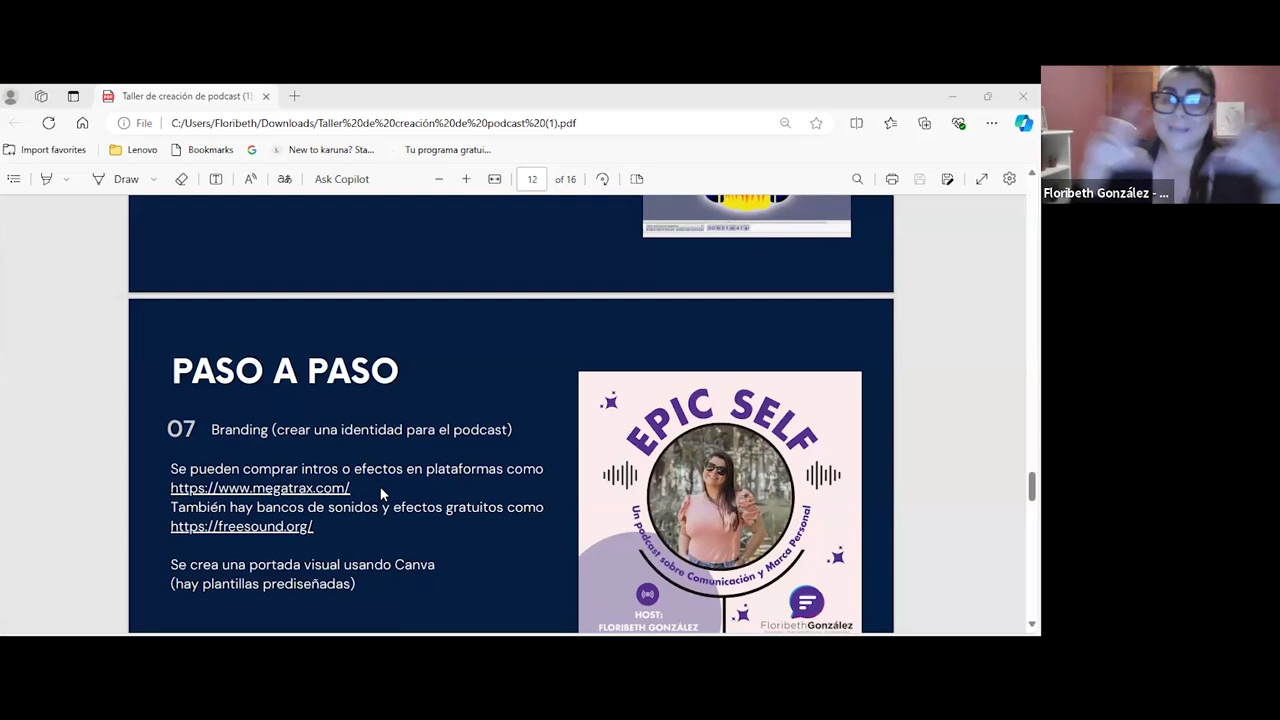 Taller de creación de podcast (1)
File
C:/Users/Floribeth/Downloads/Taller%20de%20creación%20de%20podcast%20(1).pdf
Import favorites
Lenovo
Bookmarks
New to karuna? Sta...
Tu programa gratui...
Draw
Ask Copilot
12 of 16
Floribeth González - ...
PASO A PASO
07 Branding (crear una identidad para el podcast)
Se pueden comprar intros o efectos en plataformas como
https://www.megatrax.com/
También hay bancos de sonidos y efectos gratuitos como
https://freesound.org/
Se crea una portada visual usando Canva
(hay plantillas prediseñadas)
EPIC SELF
Un podcast sobre Comunicación y Marca Personal
HOST:
FLORIBETH GONZÁLEZ
FloribethGonzález